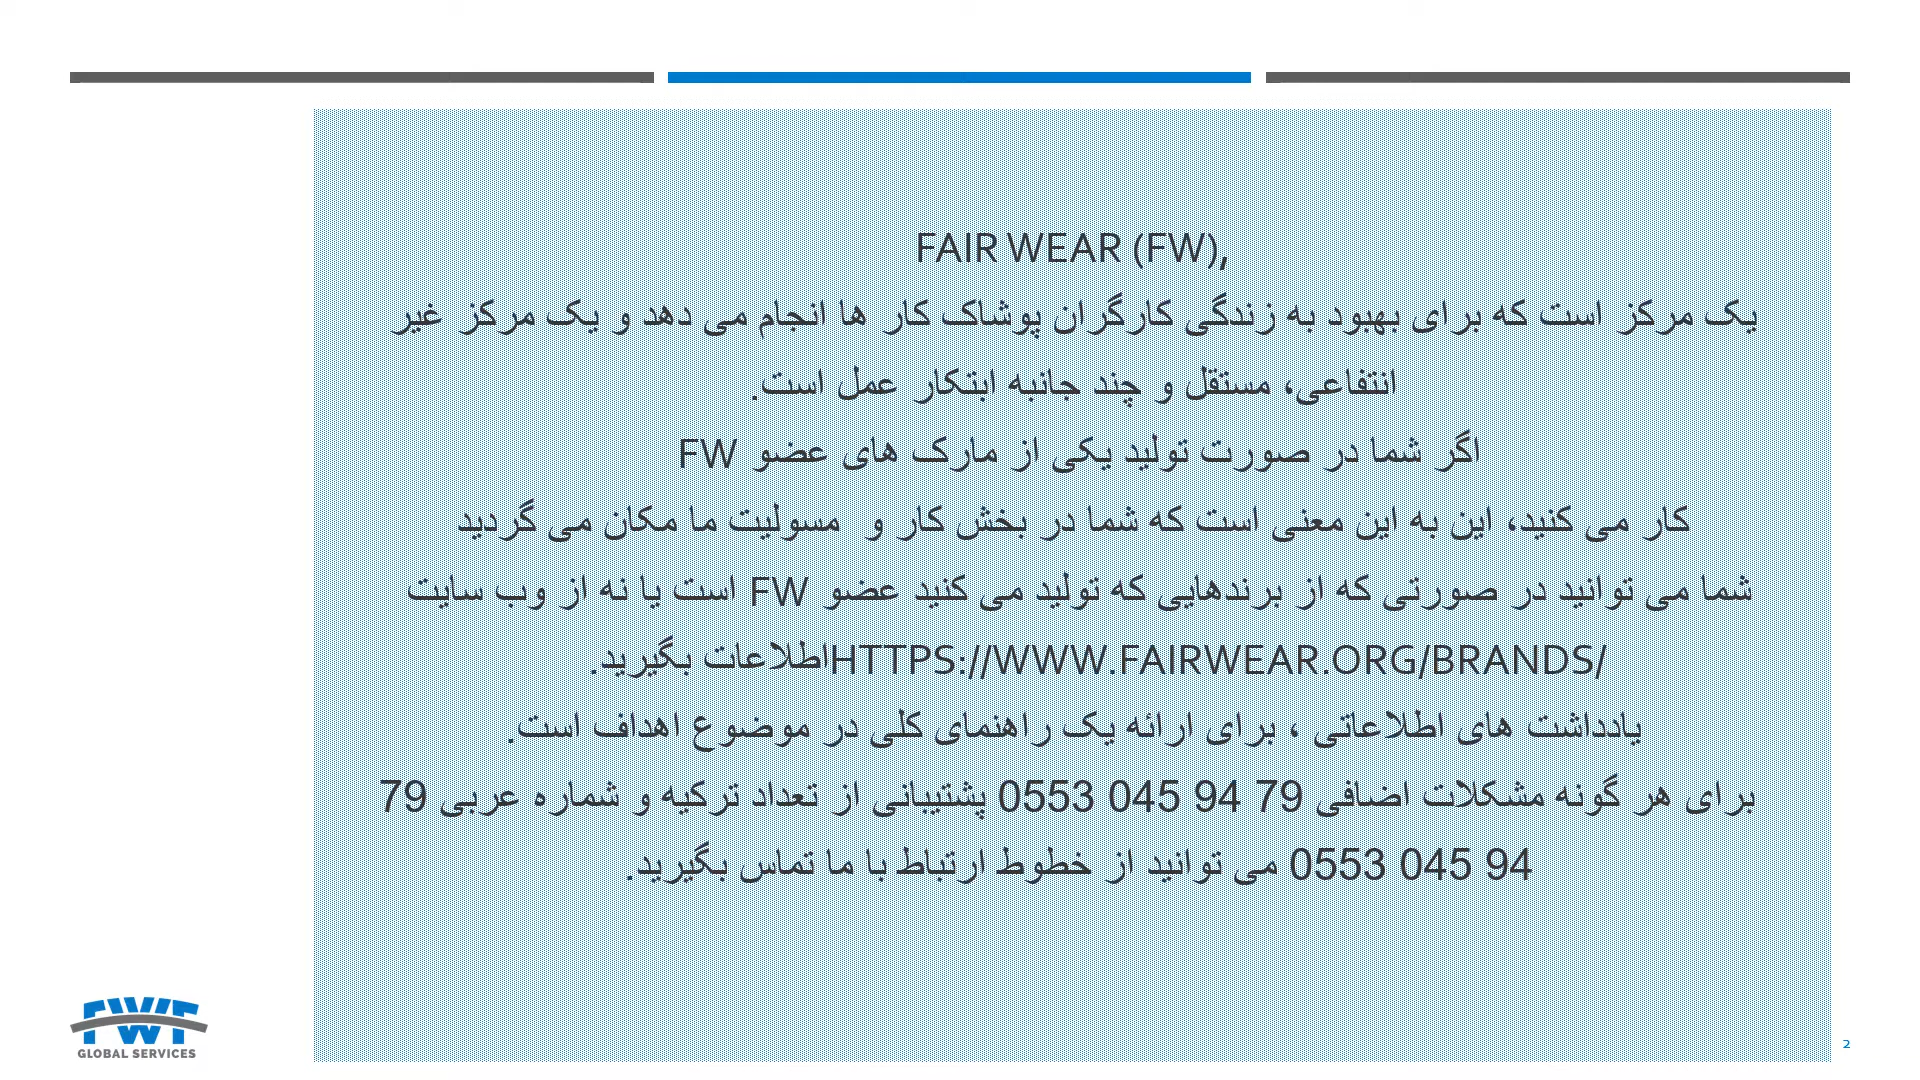 FAIR WEAR (FW),
یک مرکز است که برای بهبود به زندگی کارگران پوشاک کار ها انجام می دهد و یک مرکز غیر
انتفاعی، مستقل و چند جانبه ابتکار عمل است.
اگر شما در صورت تولید یکی از مارک های عضو FW
کار می کنید، این به این معنی است که شما در بخش کار و مسولیت ما مکان می گردید
شما می توانید در صورتی که از برندهایی که تولید می کنید عضو FW است یا نه از وب سایت
HTTPS://WWW.FAIRWEAR.ORG/BRANDS/اطلاعات بگیرید.
یادداشت های اطلاعاتی ، برای ارائه یک راهنمای کلی در موضوع اهداف است.
برای هر گونه مشکلات اضافی 79 94 045 0553 پشتیبانی از تعداد ترکیه و شماره عربی 79
94 045 0553 می توانید از خطوط ارتباط با ما تماس بگیرید.
FWF
GLOBAL SERVICES
2